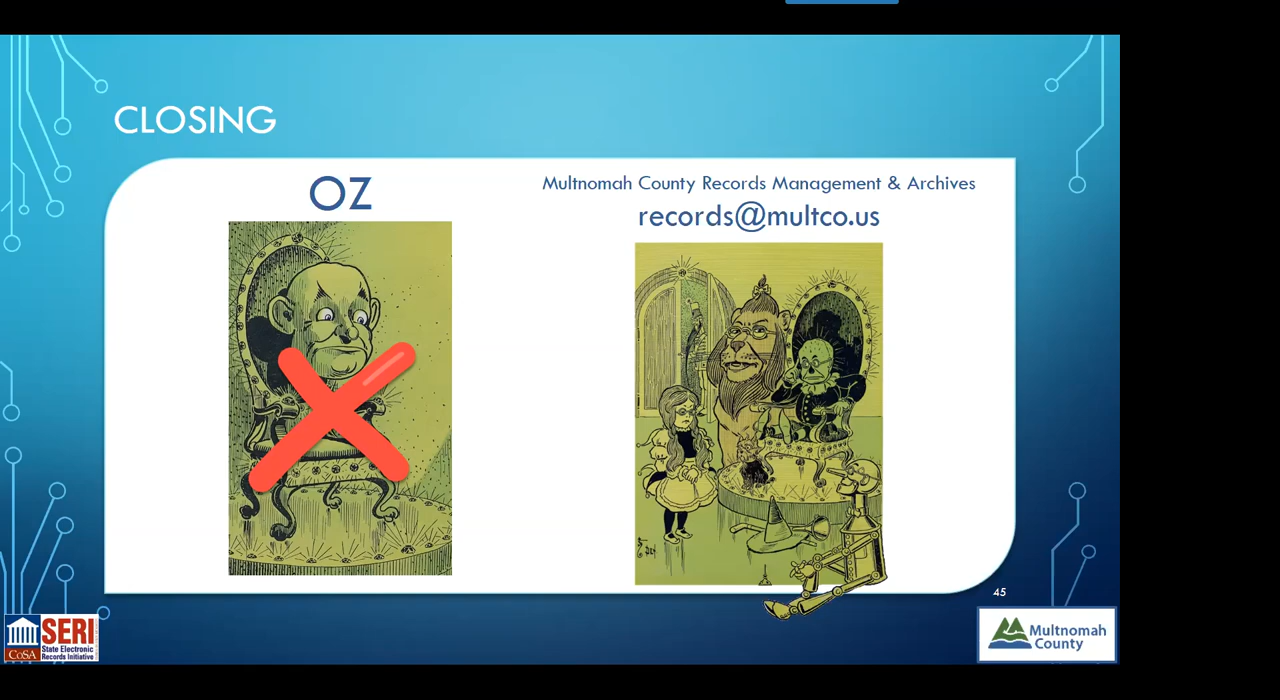 CLOSING
OZ
Multnomah County Records Management & Archives
records@multco.us
45
SERI
CoSA
State Electronic
Records Initiative
Multnomah
County